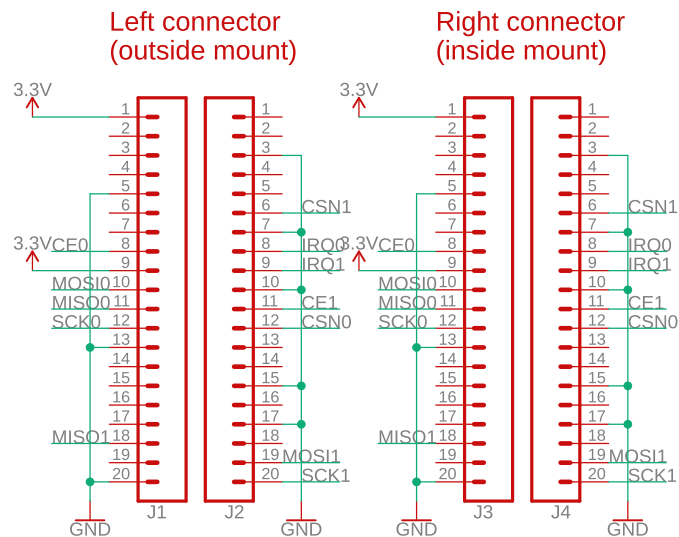 Left connector
(outside mount)
Right connector
(inside mount)
3.3V
3.3V
1 1 1 1
2 2 2 2
3 3 3 3
4 4 4 4
5 5 5 5
6 6 CSN1 6 6 CSN1
7 7 7 7
3.3V CE0 8 8 IRQ0 3.3V CE0 8 8 IRQ0
9 9 IRQ1 9 9 IRQ1
MOSI0 10 10 MOSI0 10 10
MISO0 11 11 CE1 MISO0 11 11 CE1
SCK0 12 12 CSN0 SCK0 12 12 CSN0
13 13 13 13
14 14 14 14
15 15 15 15
16 16 16 16
17 17 17 17
MISO1 18 18 MISO1 18 18
19 19 MOSI1 19 19 MOSI1
20 20 SCK1 20 20 SCK1
J1 J2 J3 J4
GND GND GND GND